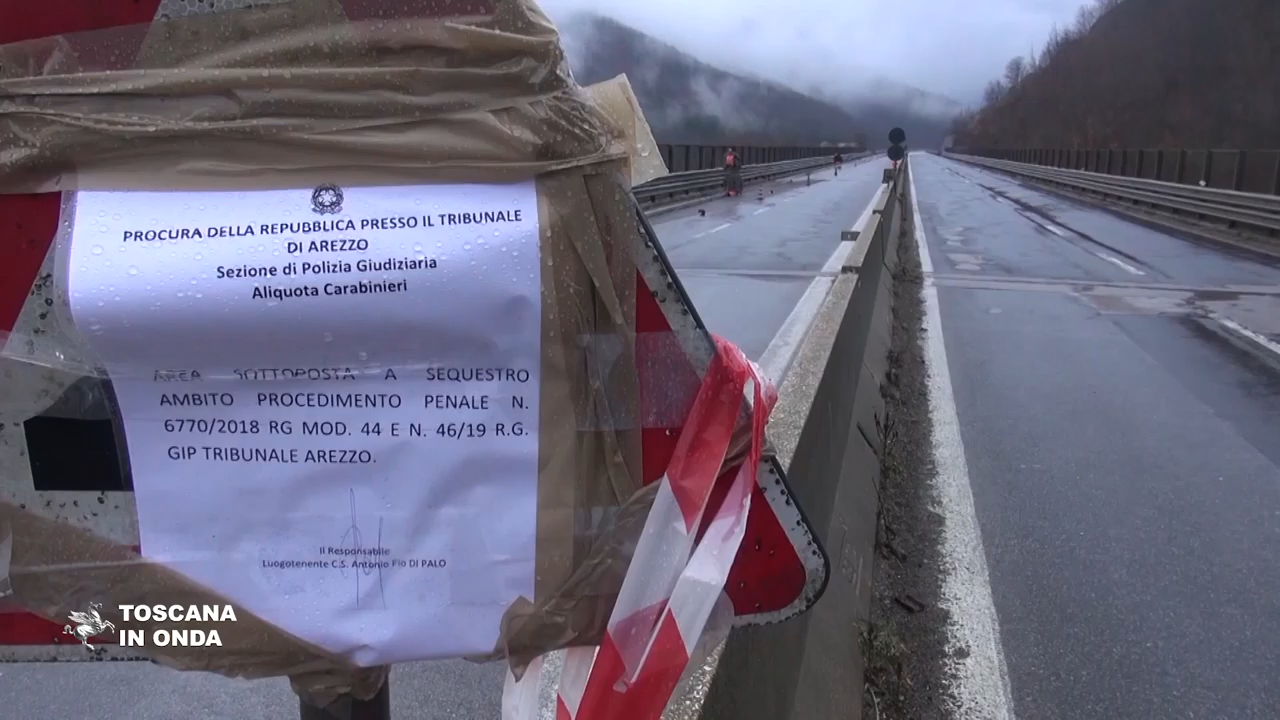 PROCURA DELLA REPUBBLICA PRESSO IL TRIBUNALE
DI AREZZO
Sezione di Polizia Giudiziaria
Aliquota Carabinieri
AREA SOTTOPOSTA A SEQUESTRO
AMBITO PROCEDIMENTO PENALE N.
6770/2018 RG MOD. 44 E N. 46/19 R.G.
GIP TRIBUNALE AREZZO.
Il Responsabile
Luogotenente C.S. Antonio Fio DI PALO
TOSCANA
IN ONDA